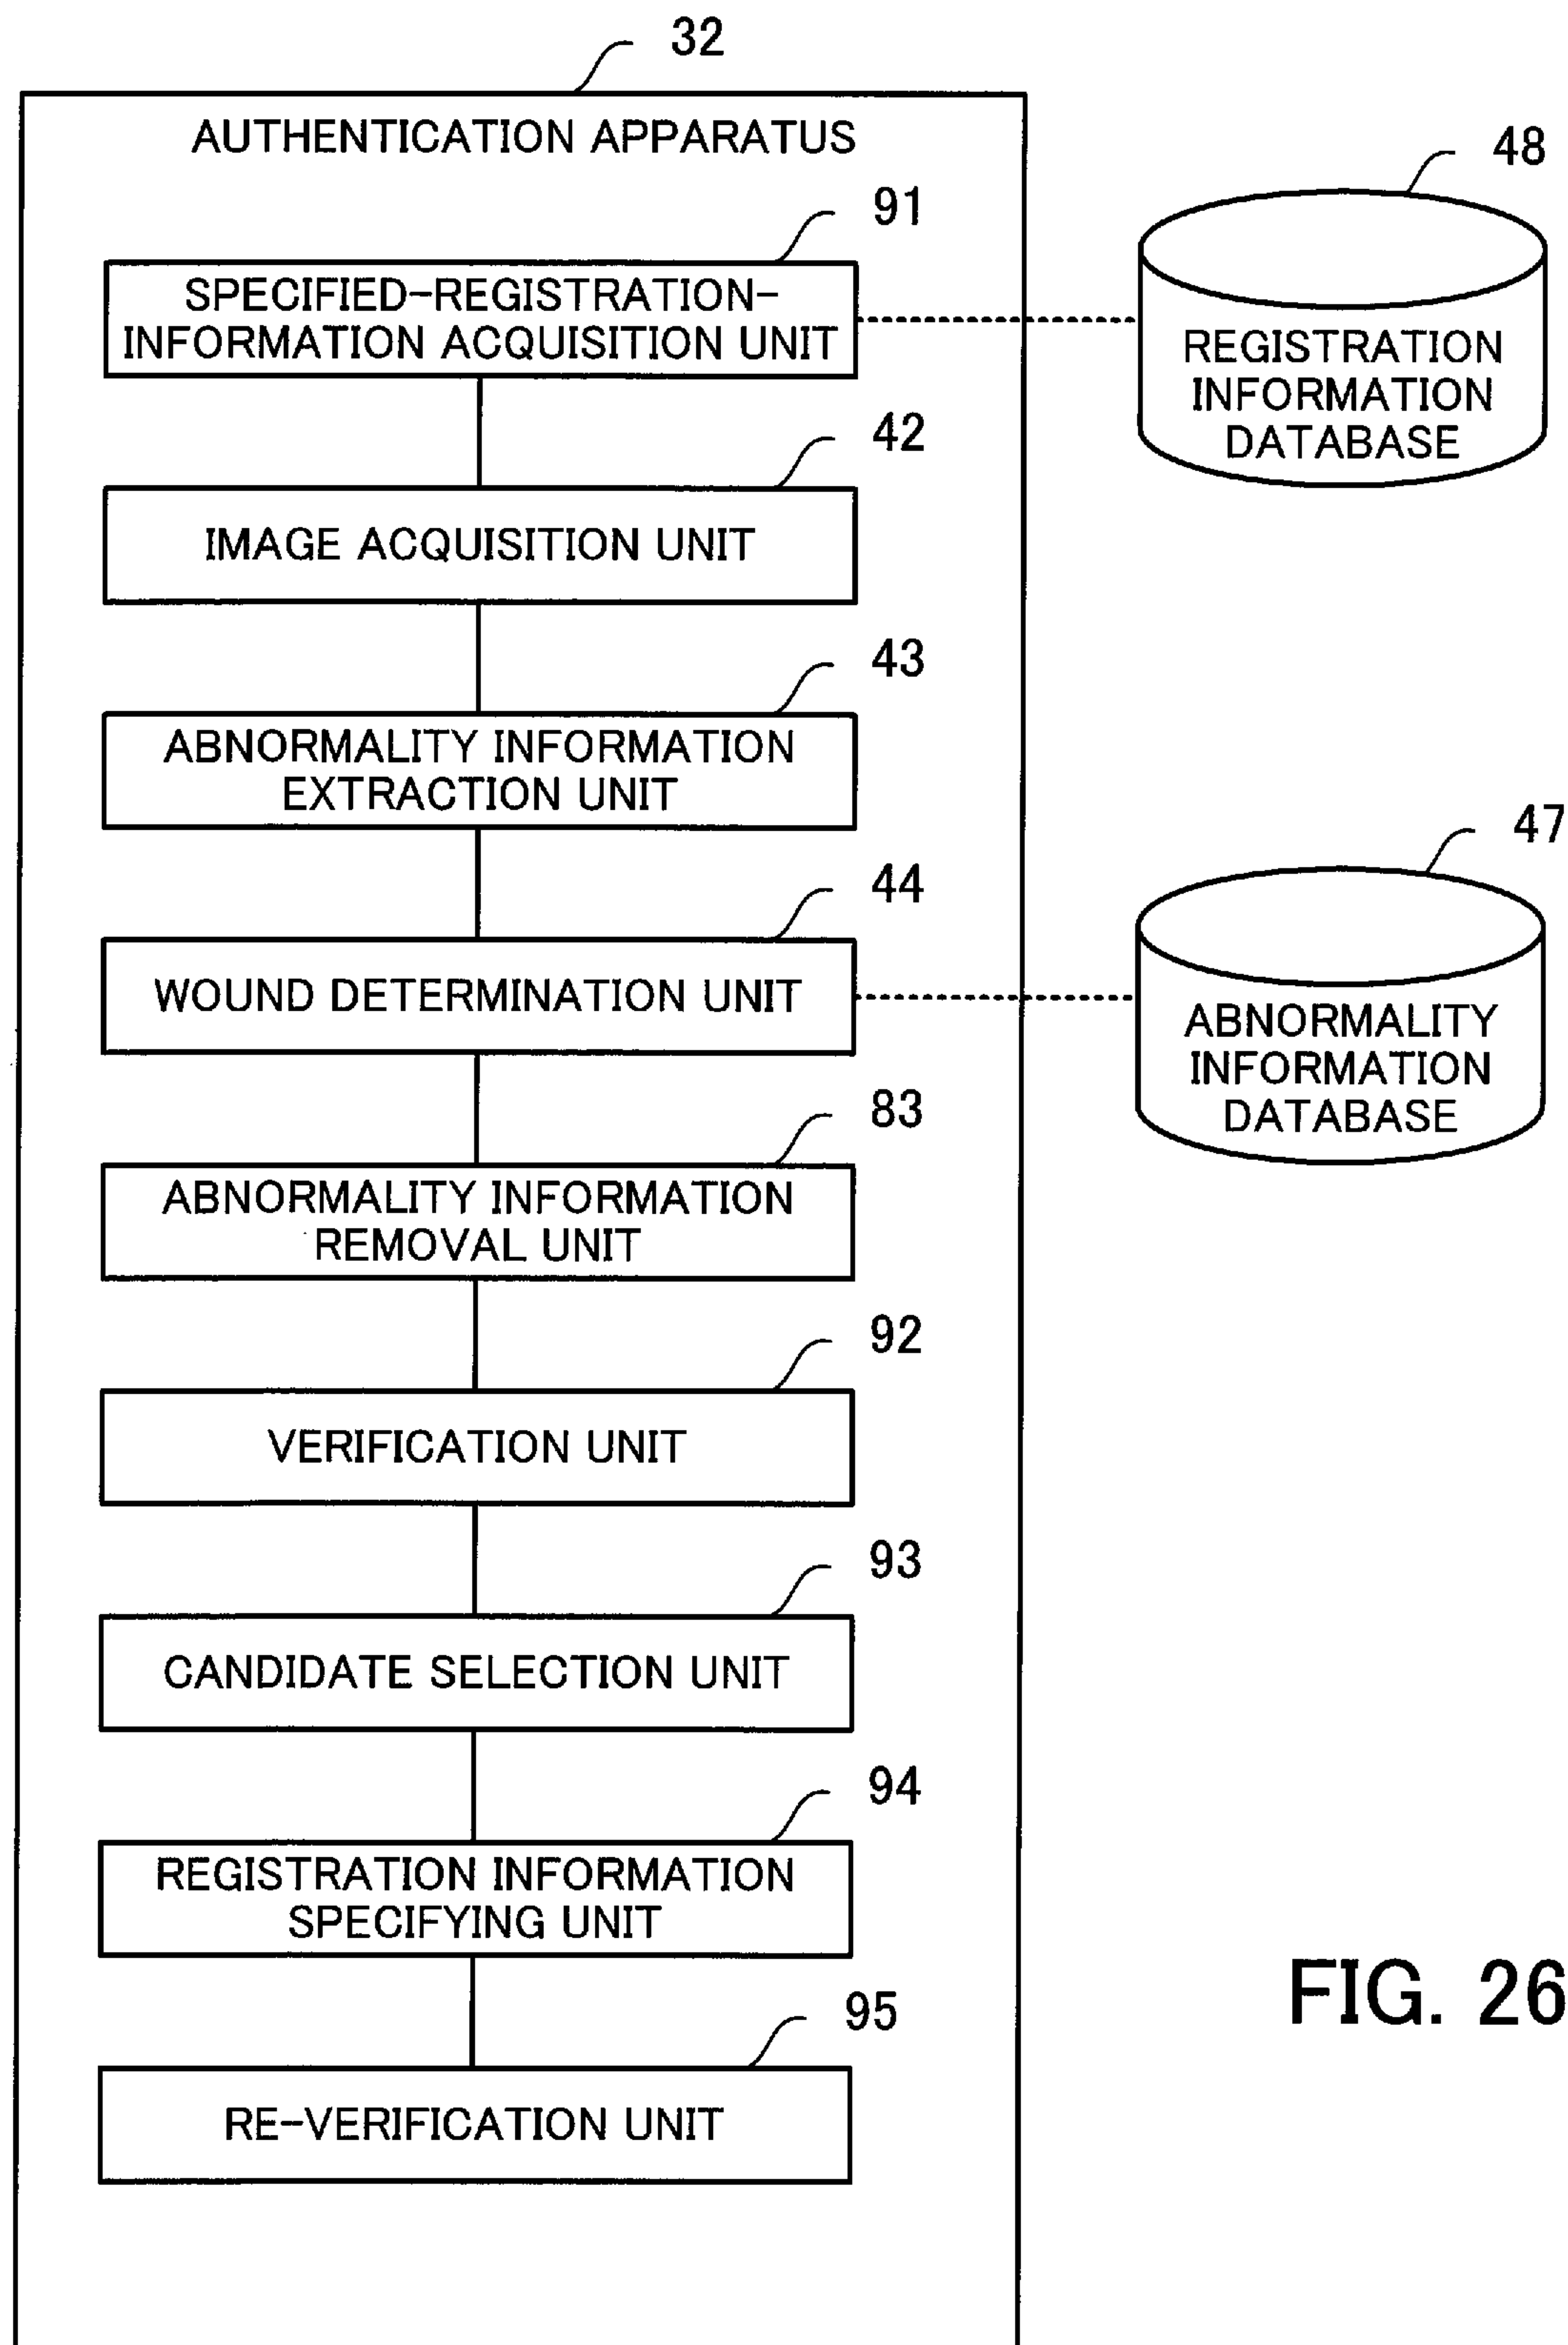 32
AUTHENTICATION APPARATUS
91
SPECIFIED-REGISTRATION-
INFORMATION ACQUISITION UNIT
48
REGISTRATION
INFORMATION
DATABASE
42
IMAGE ACQUISITION UNIT
43
ABNORMALITY INFORMATION
EXTRACTION UNIT
44
WOUND DETERMINATION UNIT
47
ABNORMALITY
INFORMATION
DATABASE
83
ABNORMALITY INFORMATION
REMOVAL UNIT
92
VERIFICATION UNIT
93
CANDIDATE SELECTION UNIT
94
REGISTRATION INFORMATION
SPECIFYING UNIT
95
RE-VERIFICATION UNIT
FIG. 26